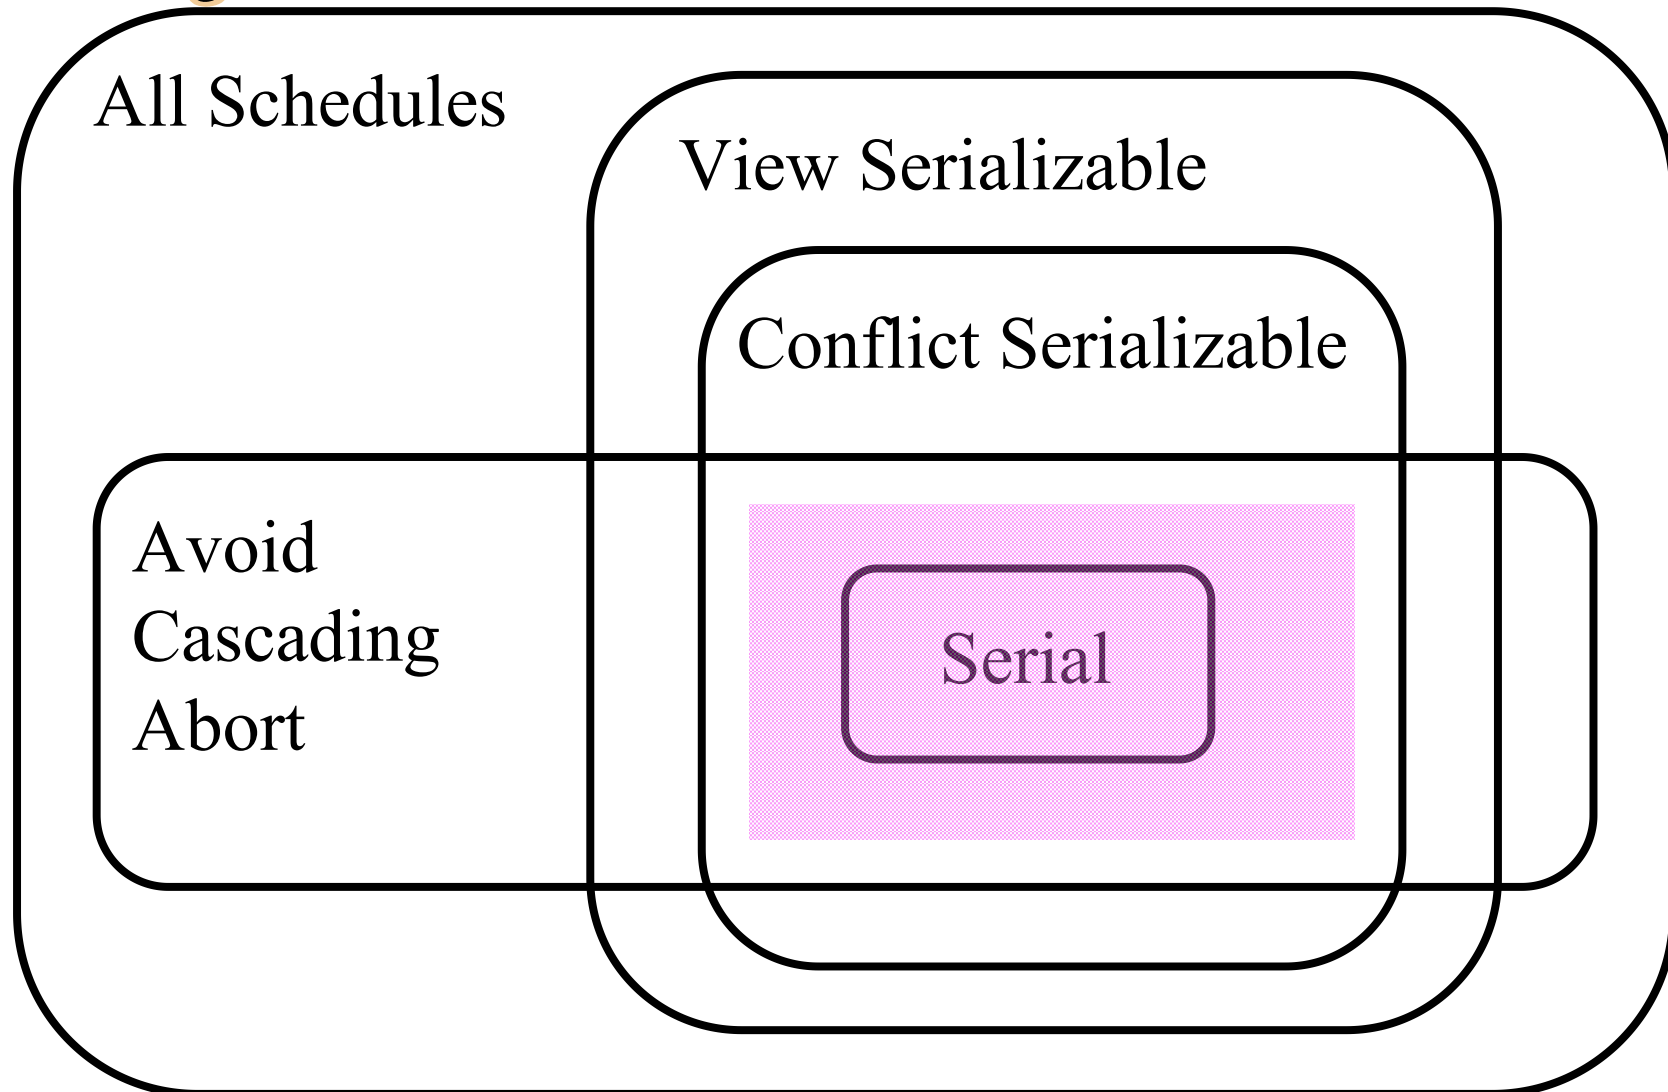 All Schedules
View Serializable
Conflict Serializable
Avoid
Cascading
Abort
Serial